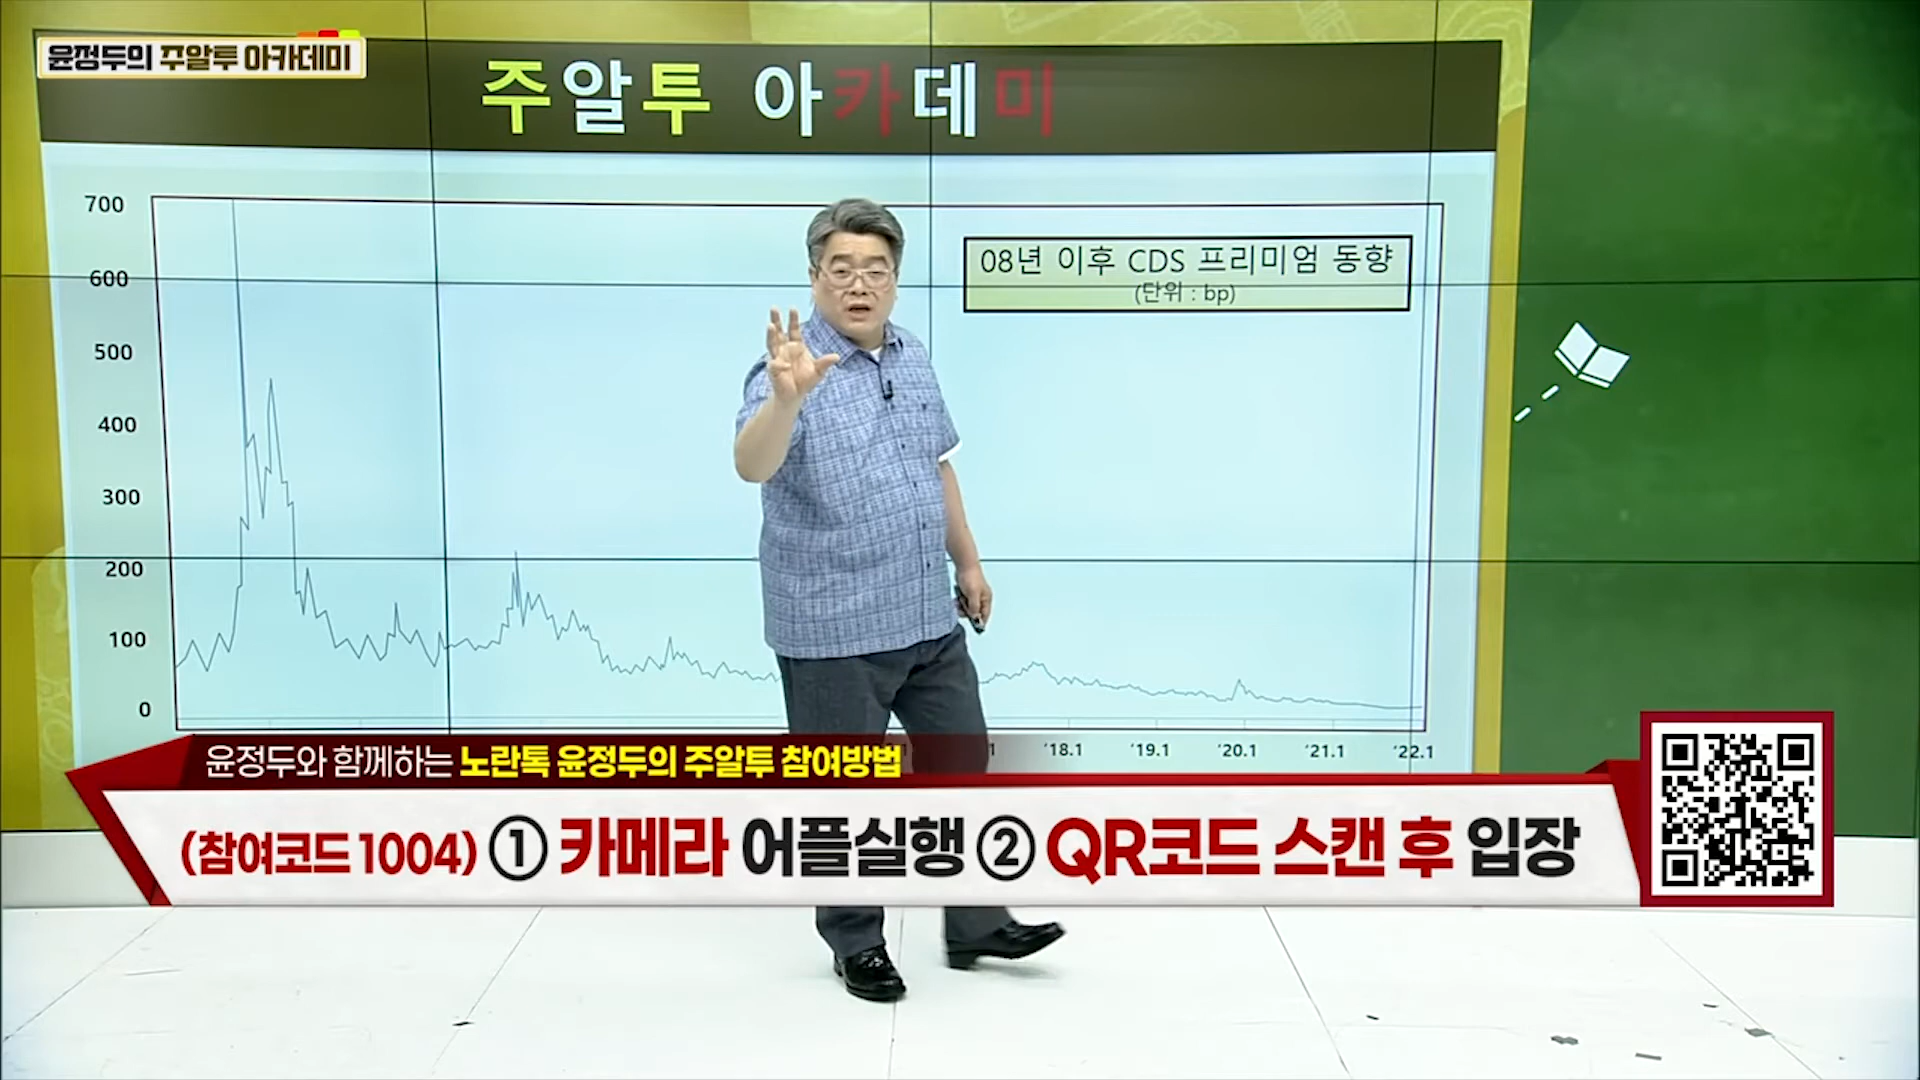 윤정두의 주알투 아카데미
주알투 아카데미
700
600
500
400
300
200
100
0
08년 이후 CDS 프리미엄 동향
(단위 : bp)
'18.1
'19.1
'20.1
'21.1
'22.1
윤정두와 함께하는 노란톡 윤정두의 주알투 참여방법
(참여코드 1004) ① 카메라 어플실행 ② QR코드 스캔 후 입장